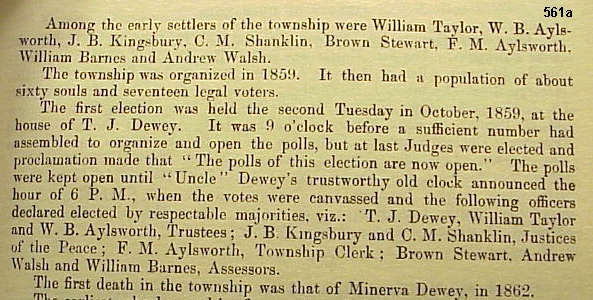 561a
Among the early settlers of the township were William Taylor, W. B. Ayls-
worth, J. B. Kingsbury, C. M. Shanklin, Brown Stewart, F. M. Aylsworth,
William Barnes and Andrew Walsh.
The township was organized in 1859. It then had a population of about
sixty souls and seventeen legal voters.
The first election was held the second Tuesday in October, 1859, at the
house of T. J. Dewey. It was 9 o'clock before a sufficient number had
assembled to organize and open the polls, but at last Judges were elected and
proclamation made that "The polls of this election are now open." The polls
were kept open until "Uncle" Dewey's trustworthy old clock announced the
hour of 6 P. M., when the votes were canvassed and the following officers
declared elected by respectable majorities, viz.: T. J. Dewey, William Taylor
and W. B. Aylsworth, Trustees; J. B. Kingsbury and C. M. Shanklin, Justices
of the Peace; F. M. Aylsworth, Township Clerk; Brown Stewart, Andrew
Walsh and William Barnes, Assessors.
The first death in the township was that of Minerva Dewey, in 1862.